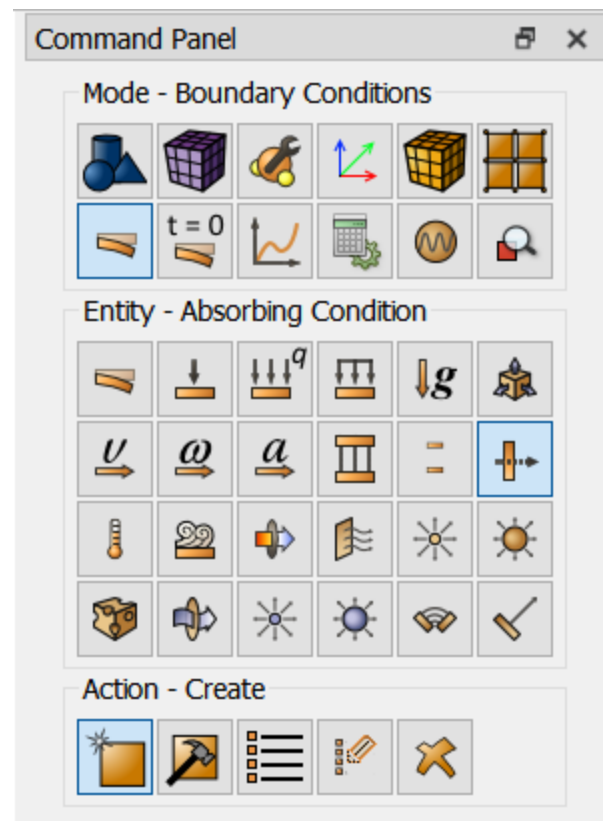 Command Panel
Mode - Boundary Conditions
t = 0
Entity - Absorbing Condition
q
g
υ
ω
a
Action - Create